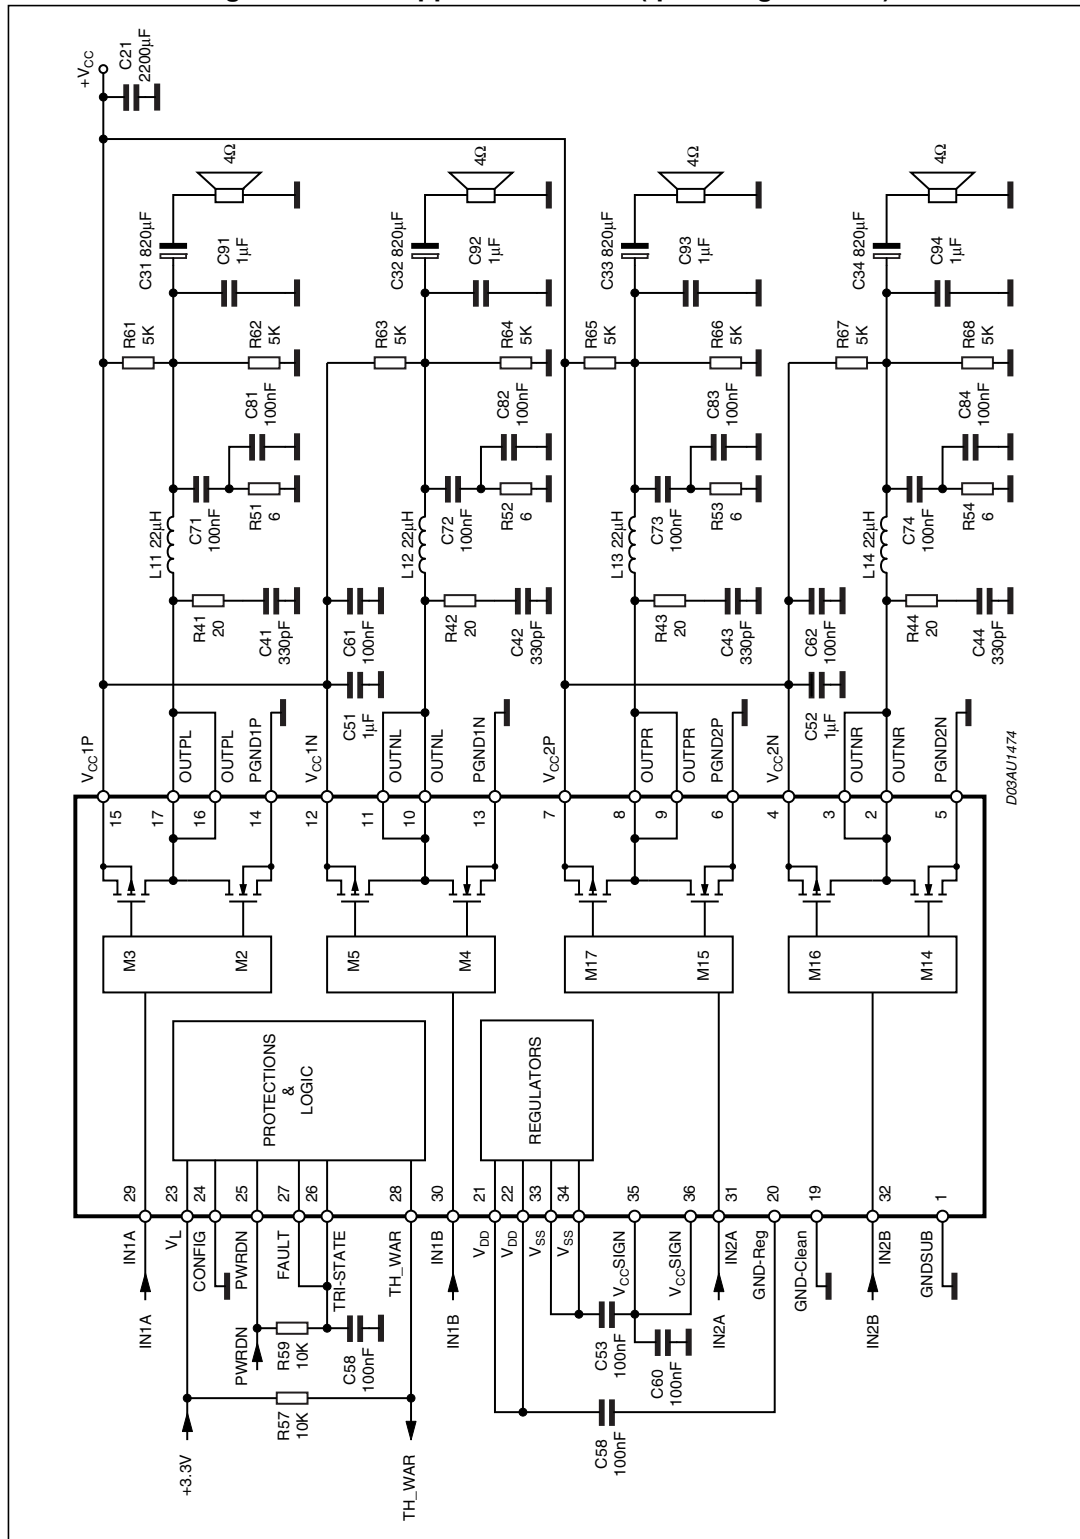 +VCC
C21
2200µF
4Ω
4Ω
4Ω
4Ω
C31 820µF
C91
1µF
C32 820µF
C92
1µF
C33 820µF
C93
1µF
C34 820µF
C94
1µF
R61
5K
R62
5K
R63
5K
R64
5K
R65
5K
R66
5K
R67
5K
R68
5K
C81
100nF
C82
100nF
C83
100nF
C84
100nF
L11 22µH
C71
100nF
R51
6
L12 22µH
C72
100nF
R52
6
L13 22µH
C73
100nF
R53
6
L14 22µH
C74
100nF
R54
6
R41
20
C41
330pF
C61
100nF
R42
20
C42
330pF
R43
20
C43
330pF
C62
100nF
R44
20
C44
330pF
C51
1µF
C52
1µF
VCC1P
OUTPL
OUTPL
PGND1P
VCC1N
OUTNL
OUTNL
PGND1N
VCC2P
OUTPR
OUTPR
PGND2P
VCC2N
OUTNR
OUTNR
PGND2N
D03AU1474
15
17
16
14
12
11
10
13
7
8
9
6
4
3
2
5
M3
M2
M5
M4
M17
M15
M16
M14
PROTECTIONS
&
LOGIC
REGULATORS
29
23
24
25
27
26
28
30
21
22
33
34
35
36
31
20
19
32
1
IN1A
VL
CONFIG
PWRDN
FAULT
TRI-STATE
TH_WAR
IN1B
VDD
VDD
VSS
VSS
VCCSIGN
VCCSIGN
IN2A
GND-Reg
GND-Clean
IN2B
GNDSUB
IN1A
PWRDN
R59
10K
C58
100nF
IN1B
C53
100nF
C60
100nF
IN2A
IN2B
R57
10K
C58
100nF
+3.3V
TH_WAR